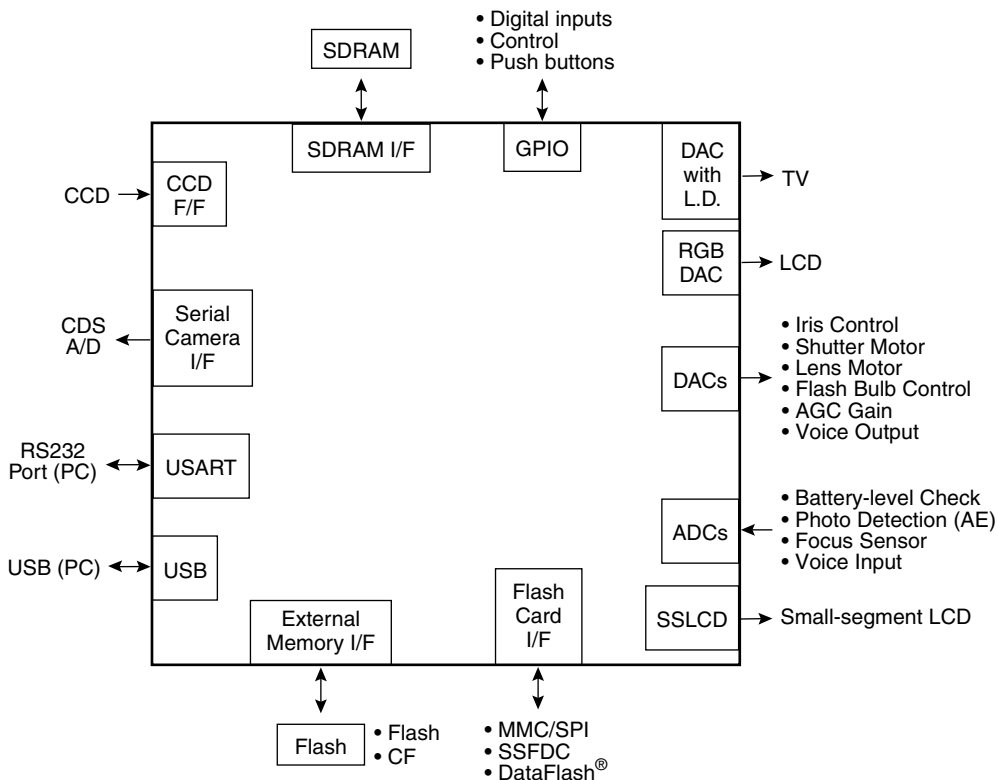 SDRAM
• Digital inputs
• Control
• Push buttons
SDRAM I/F
GPIO
DAC
with
L.D.
TV
CCD
CCD
F/F
RGB
DAC
LCD
CDS
A/D
Serial
Camera
I/F
DACs
• Iris Control
• Shutter Motor
• Lens Motor
• Flash Bulb Control
• AGC Gain
• Voice Output
RS232
Port (PC)
USART
ADCs
• Battery-level Check
• Photo Detection (AE)
• Focus Sensor
• Voice Input
USB (PC)
USB
External
Memory I/F
Flash
Card
I/F
SSLCD
Small-segment LCD
Flash
• Flash
• CF
• MMC/SPI
• SSFDC
• DataFlash®